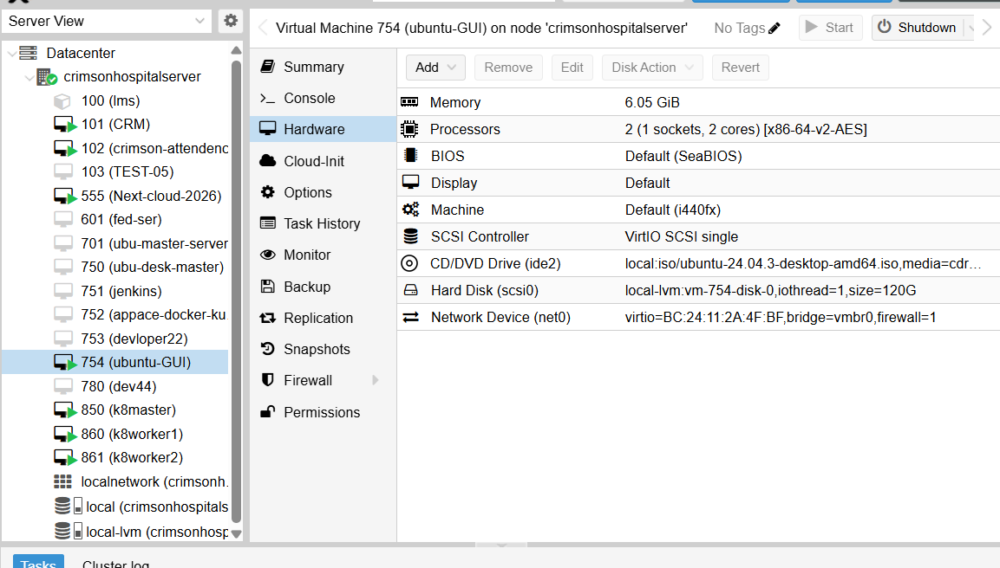 Server View
Datacenter
crimsonhospitalserver
100 (lms)
101 (CRM)
102 (crimson-attendenc
103 (TEST-05)
555 (Next-cloud-2026)
601 (fed-ser)
701 (ubu-master-server
750 (ubu-desk-master)
751 (jenkins)
752 (appace-docker-ku
753 (devloper22)
754 (ubuntu-GUI)
780 (dev44)
850 (k8master)
860 (k8worker1)
861 (k8worker2)
localnetwork (crimsonh.
local (crimsonhospitals
local-lvm (crimsonhosp
Virtual Machine 754 (ubuntu-GUI) on node 'crimsonhospitalserver'
No Tags
Start
Shutdown
Summary
Console
Hardware
Cloud-Init
Options
Task History
Monitor
Backup
Replication
Snapshots
Firewall
Permissions
Add
Remove
Edit
Disk Action
Revert
Memory 6.05 GiB
Processors 2 (1 sockets, 2 cores) [x86-64-v2-AES]
BIOS Default (SeaBIOS)
Display Default
Machine Default (i440fx)
SCSI Controller VirtIO SCSI single
CD/DVD Drive (ide2) local:iso/ubuntu-24.04.3-desktop-amd64.iso,media=cdr…
Hard Disk (scsi0) local-lvm:vm-754-disk-0,iothread=1,size=120G
Network Device (net0) virtio=BC:24:11:2A:4F:BF,bridge=vmbr0,firewall=1
Tasks
Cluster log